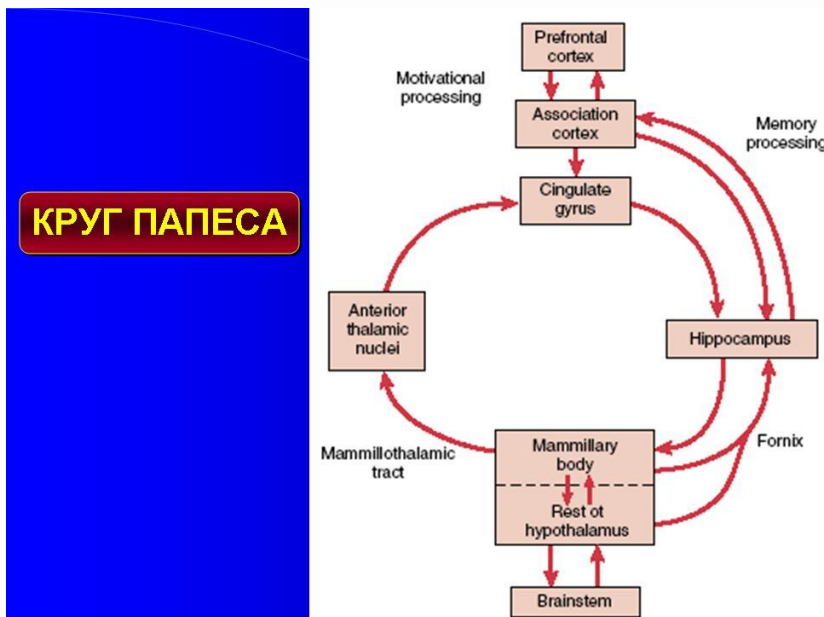 КРУГ ПАПЕСА
Prefrontal
cortex
Motivational
processing
Association
cortex
Memory
processing
Cingulate
gyrus
Anterior
thalamic
nuclei
Hippocampus
Mammillothalamic
tract
Mammillary
body
Fornix
Rest ot
hypothalamus
Brainstem